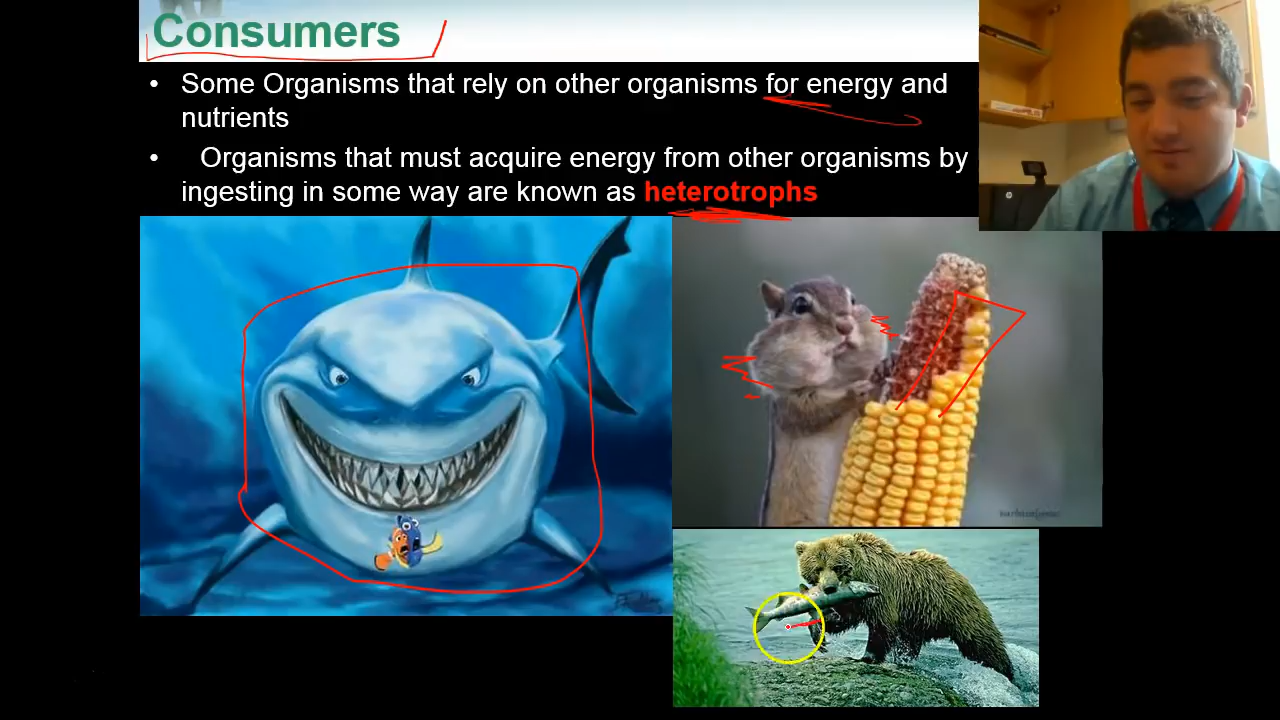 Consumers
• Some Organisms that rely on other organisms for energy and
nutrients
• Organisms that must acquire energy from other organisms by
ingesting in some way are known as heterotrophs